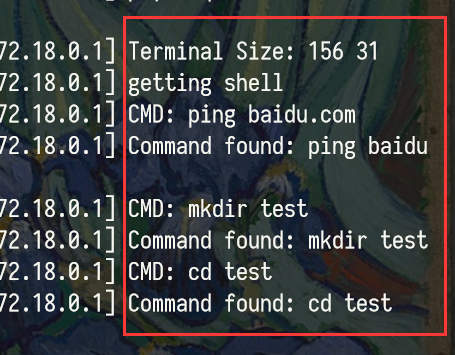 72.18.0.1] Terminal Size: 156 31
72.18.0.1] getting shell
72.18.0.1] CMD: ping baidu.com
72.18.0.1] Command found: ping baidu
72.18.0.1] CMD: mkdir test
72.18.0.1] Command found: mkdir test
72.18.0.1] CMD: cd test
72.18.0.1] Command found: cd test